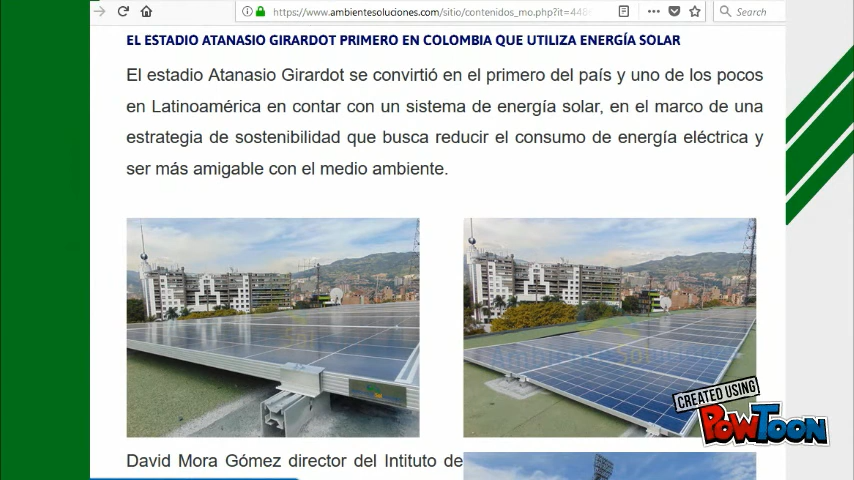 https://www.ambientesoluciones.com/sitio/contenidos_mo.php?it=448
Search
EL ESTADIO ATANASIO GIRARDOT PRIMERO EN COLOMBIA QUE UTILIZA ENERGÍA SOLAR
El estadio Atanasio Girardot se convirtió en el primero del país y uno de los pocos
en Latinoamérica en contar con un sistema de energía solar, en el marco de una
estrategia de sostenibilidad que busca reducir el consumo de energía eléctrica y
ser más amigable con el medio ambiente.
AmbienteSoluciones
CREATED USING
POWTOON
David Mora Gómez director del Intituto de